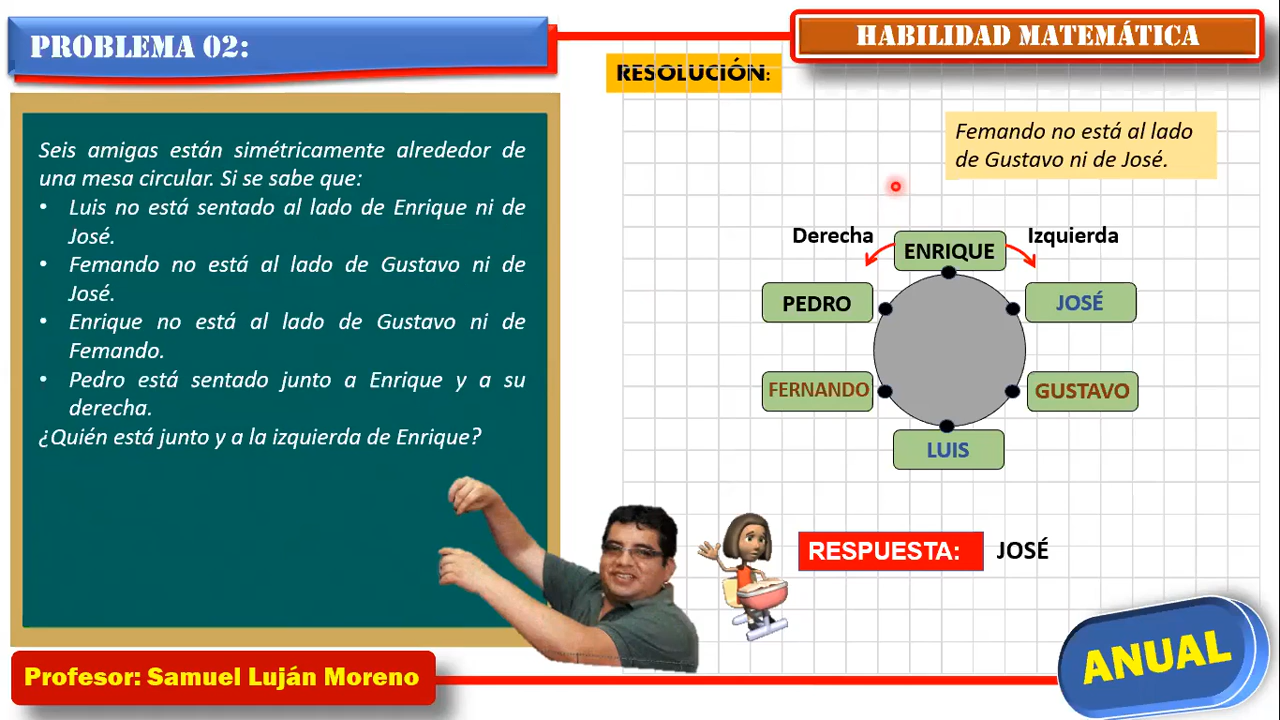 PROBLEMA 02:
HABILIDAD MATEMÁTICA
RESOLUCIÓN:
Seis amigas están simétricamente alrededor de
una mesa circular. Si se sabe que:
• Luis no está sentado al lado de Enrique ni de
José.
• Femando no está al lado de Gustavo ni de
José.
• Enrique no está al lado de Gustavo ni de
Femando.
• Pedro está sentado junto a Enrique y a su
derecha.
¿Quién está junto y a la izquierda de Enrique?
Femando no está al lado
de Gustavo ni de José.
Derecha
ENRIQUE
Izquierda
PEDRO
JOSÉ
FERNANDO
GUSTAVO
LUIS
RESPUESTA: JOSÉ
Profesor: Samuel Luján Moreno
ANUAL